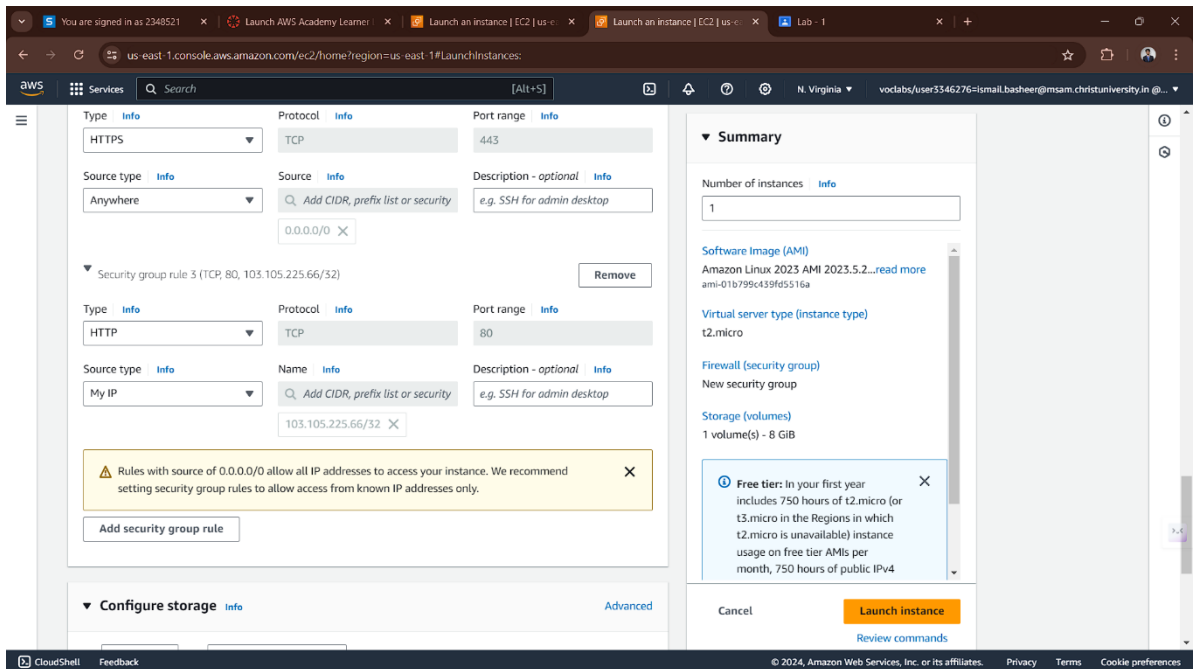 You are signed in as 2348521
Launch AWS Academy Learner
Launch an instance | EC2 | us-e
Launch an instance | EC2 | us-ea
Lab - 1
us-east-1.console.aws.amazon.com/ec2/home?region=us-east-1#LaunchInstances:
aws
Services
Search
[Alt+S]
N. Virginia
voclabs/user3346276=ismail.basheer@msam.christuniversity.in @...
Type Info
Protocol Info
Port range Info
HTTPS
TCP
443
Source type Info
Source Info
Description - optional Info
Anywhere
Add CIDR, prefix list or security
e.g. SSH for admin desktop
0.0.0.0/0
Security group rule 3 (TCP, 80, 103.105.225.66/32)
Remove
Type Info
Protocol Info
Port range Info
HTTP
TCP
80
Source type Info
Name Info
Description - optional Info
My IP
Add CIDR, prefix list or security
e.g. SSH for admin desktop
103.105.225.66/32
Rules with source of 0.0.0.0/0 allow all IP addresses to access your instance. We recommend
setting security group rules to allow access from known IP addresses only.
Add security group rule
Configure storage Info
Advanced
Summary
Number of instances Info
1
Software Image (AMI)
Amazon Linux 2023 AMI 2023.5.2...read more
ami-01b799c439fd5516a
Virtual server type (instance type)
t2.micro
Firewall (security group)
New security group
Storage (volumes)
1 volume(s) - 8 GiB
Free tier: In your first year
includes 750 hours of t2.micro (or
t3.micro in the Regions in which
t2.micro is unavailable) instance
usage on free tier AMIs per
month, 750 hours of public IPv4
Cancel
Launch instance
Review commands
CloudShell
Feedback
© 2024, Amazon Web Services, Inc. or its affiliates.
Privacy
Terms
Cookie preferences